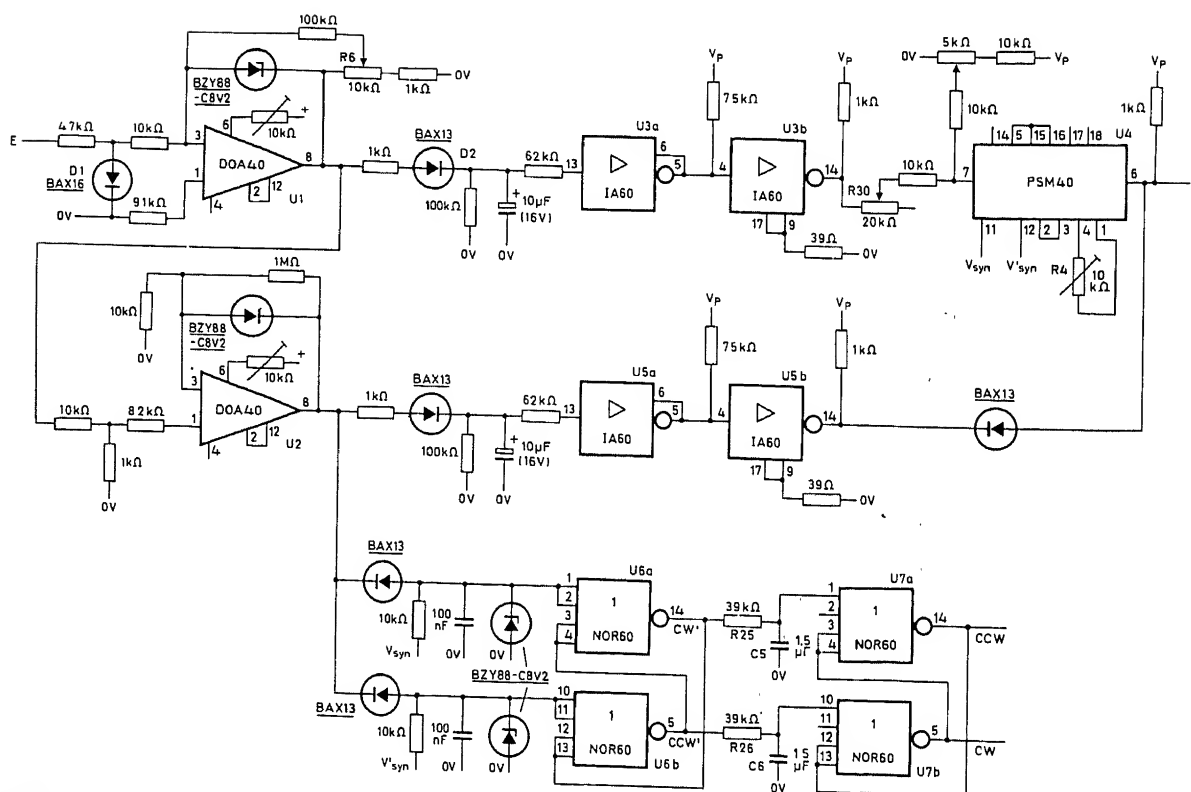 100kΩ
R6
10kΩ
1kΩ
0V
BZY88
-C8V2
6
+
10kΩ
E
47kΩ
10kΩ
3
DOA40
8
1
2
12
4
U1
D1
BAX16
0V
91kΩ
1kΩ
BAX13
D2
100kΩ
0V
+
10µF
(16V)
0V
62kΩ
13
U3a
6
5
IA60
VP
75kΩ
4
U3b
14
IA60
17
9
39Ω
0V
VP
1kΩ
R30
20kΩ
0V
5kΩ
10kΩ
VP
10kΩ
10kΩ
7
14
5
15
16
17
18
U4
PSM40
6
11
12
2
3
4
1
Vsyn
V'syn
R4
10
kΩ
VP
1kΩ
1MΩ
10kΩ
0V
BZY88
-C8V2
6
+
10kΩ
3
DOA40
8
1
2
12
4
U2
10kΩ
82kΩ
1kΩ
0V
1kΩ
BAX13
100kΩ
0V
+
10µF
(16V)
0V
62kΩ
13
U5a
6
5
IA60
VP
75kΩ
4
U5b
14
IA60
17
9
39Ω
0V
VP
1kΩ
BAX13
BAX13
10kΩ
Vsyn
100
nF
0V
0V
BZY88-C8V2
1
2
3
4
U6a
1
NOR60
14
CW'
39kΩ
R25
C5
1,5
µF
0V
1
2
3
4
U7a
1
NOR60
14
CCW
BAX13
10kΩ
V'syn
100
nF
0V
0V
10
11
12
13
1
NOR60
U6b
5
CCW'
39kΩ
R26
C6
1,5
µF
0V
10
11
12
13
1
NOR60
U7b
5
CW